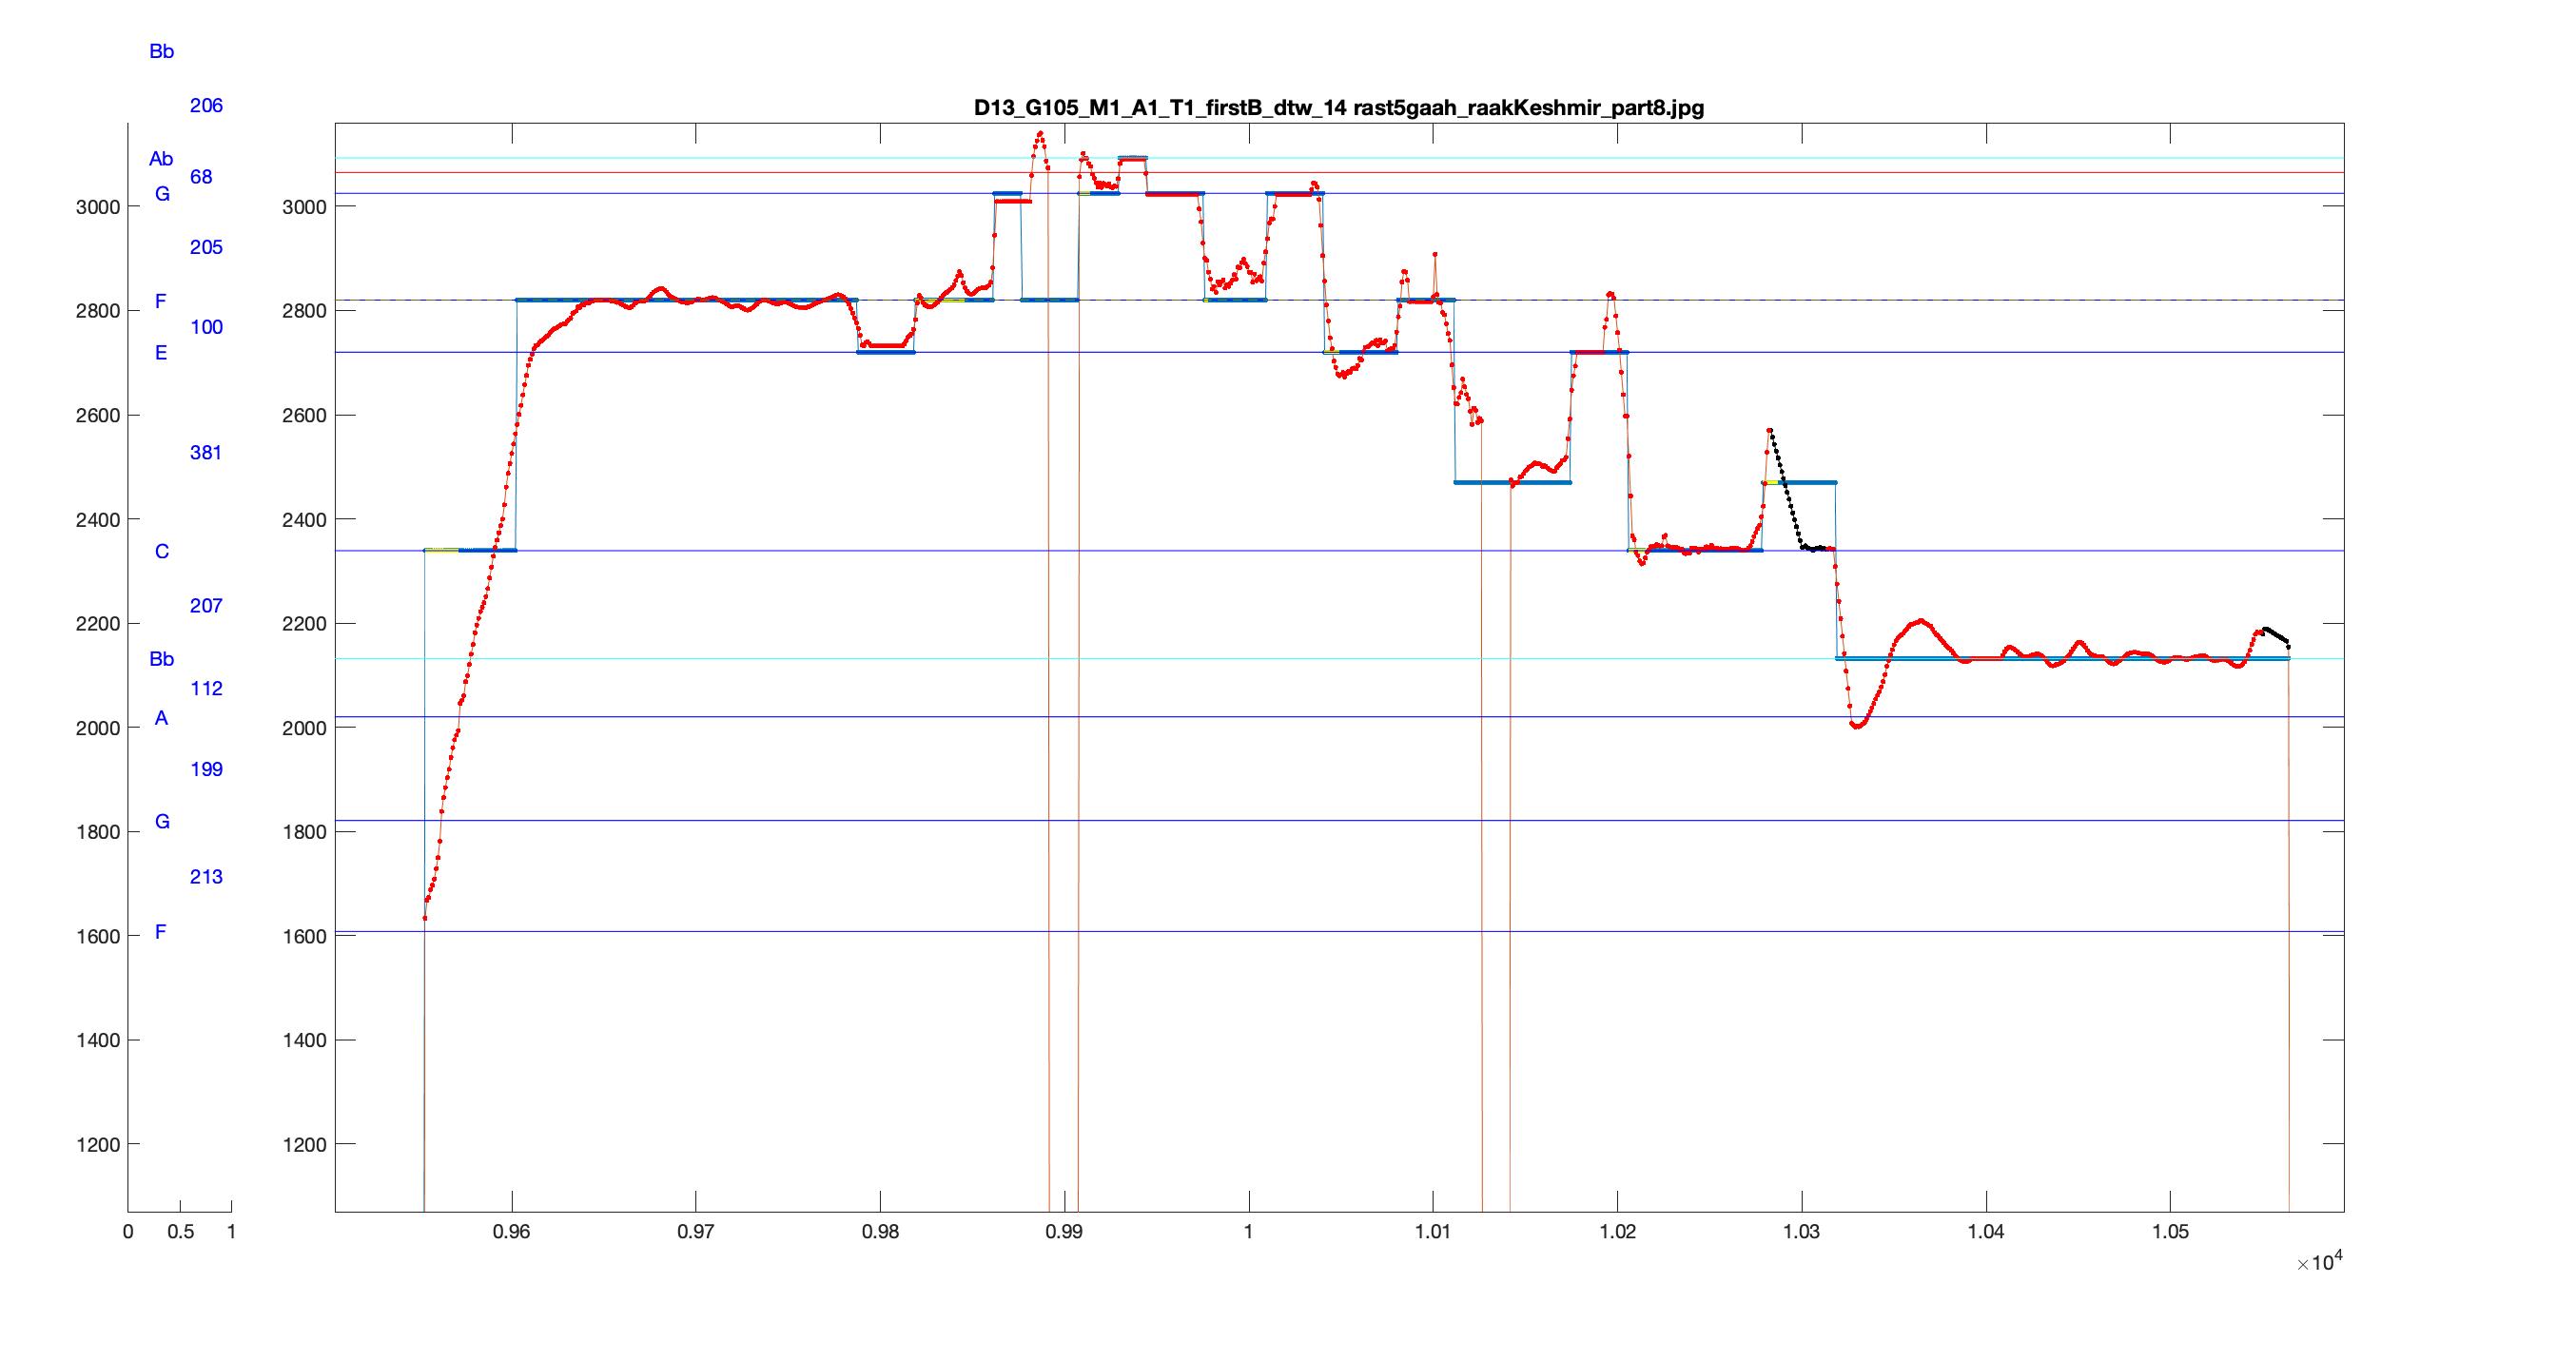 Bb
206
D13_G105_M1_A1_T1_firstB_dtw_14 rast5gaah_raakKeshmir_part8.jpg
Ab
68
G
3000
3000
205
F
2800
2800
100
E
2600
2600
381
2400
2400
C
207
2200
2200
Bb
112
A
2000
2000
199
G
1800
1800
213
F
1600
1600
1400
1400
1200
1200
0 0.5 1
0.96 0.97 0.98 0.99 1 1.01 1.02 1.03 1.04 1.05
×10⁴